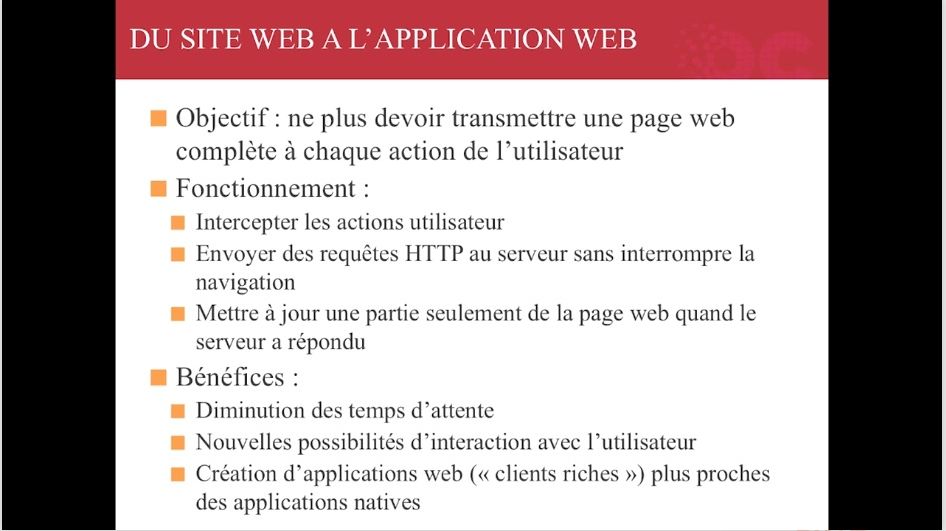 DU SITE WEB A L'APPLICATION WEB
Objectif : ne plus devoir transmettre une page web
complète à chaque action de l'utilisateur
Fonctionnement :
Intercepter les actions utilisateur
Envoyer des requêtes HTTP au serveur sans interrompre la
navigation
Mettre à jour une partie seulement de la page web quand le
serveur a répondu
Bénéfices :
Diminution des temps d'attente
Nouvelles possibilités d'interaction avec l'utilisateur
Création d'applications web (« clients riches ») plus proches
des applications natives